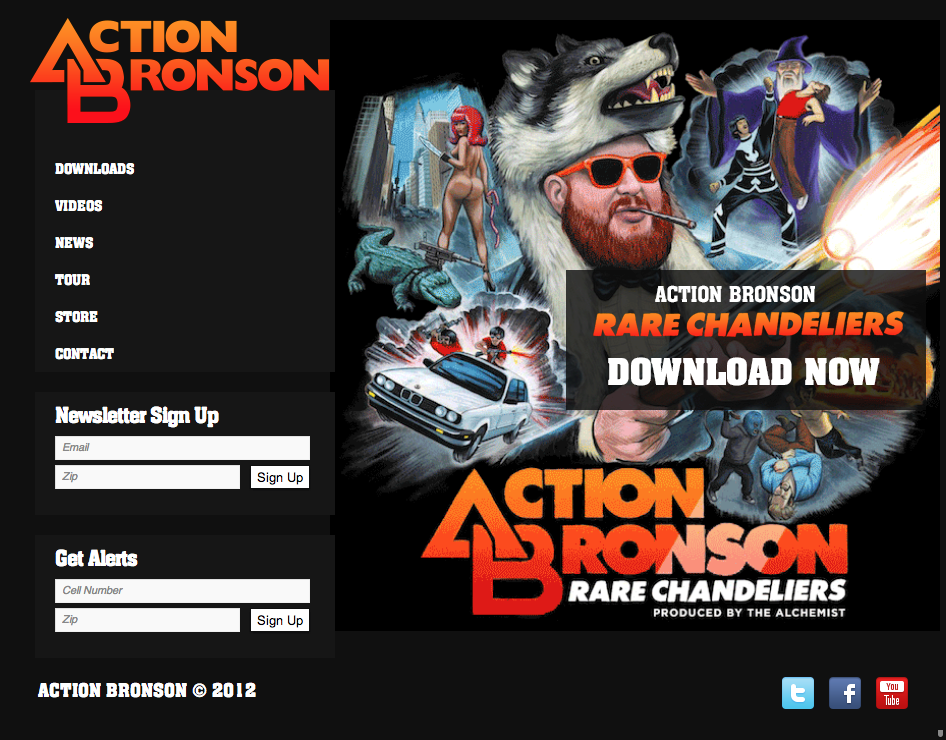 ACTION
BRONSON
DOWNLOADS
VIDEOS
NEWS
TOUR
STORE
CONTACT
Newsletter Sign Up
Email
Zip
Sign Up
Get Alerts
Cell Number
Zip
Sign Up
ACTION BRONSON
RARE CHANDELIERS
DOWNLOAD NOW
ACTION
BRONSON
RARE CHANDELIERS
PRODUCED BY THE ALCHEMIST
ACTION BRONSON © 2012
t
f
You
Tube